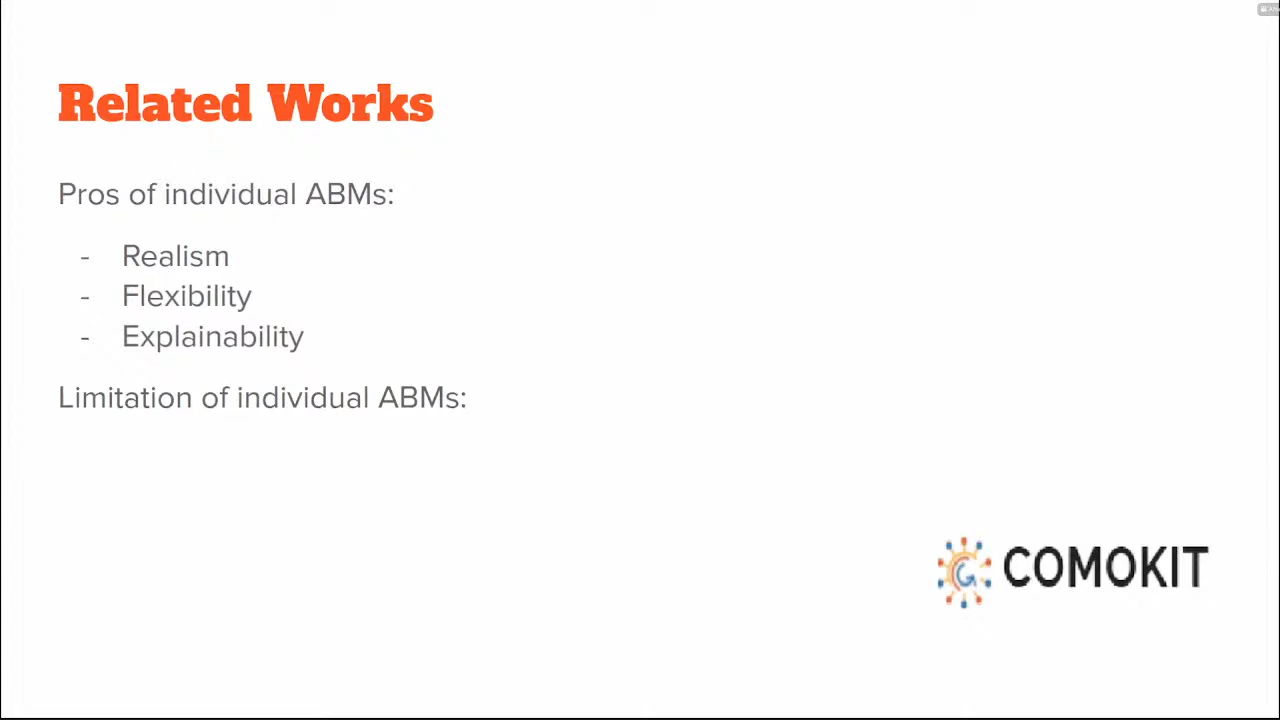 Related Works
Pros of individual ABMs:
- Realism
- Flexibility
- Explainability
Limitation of individual ABMs:
COMOKIT